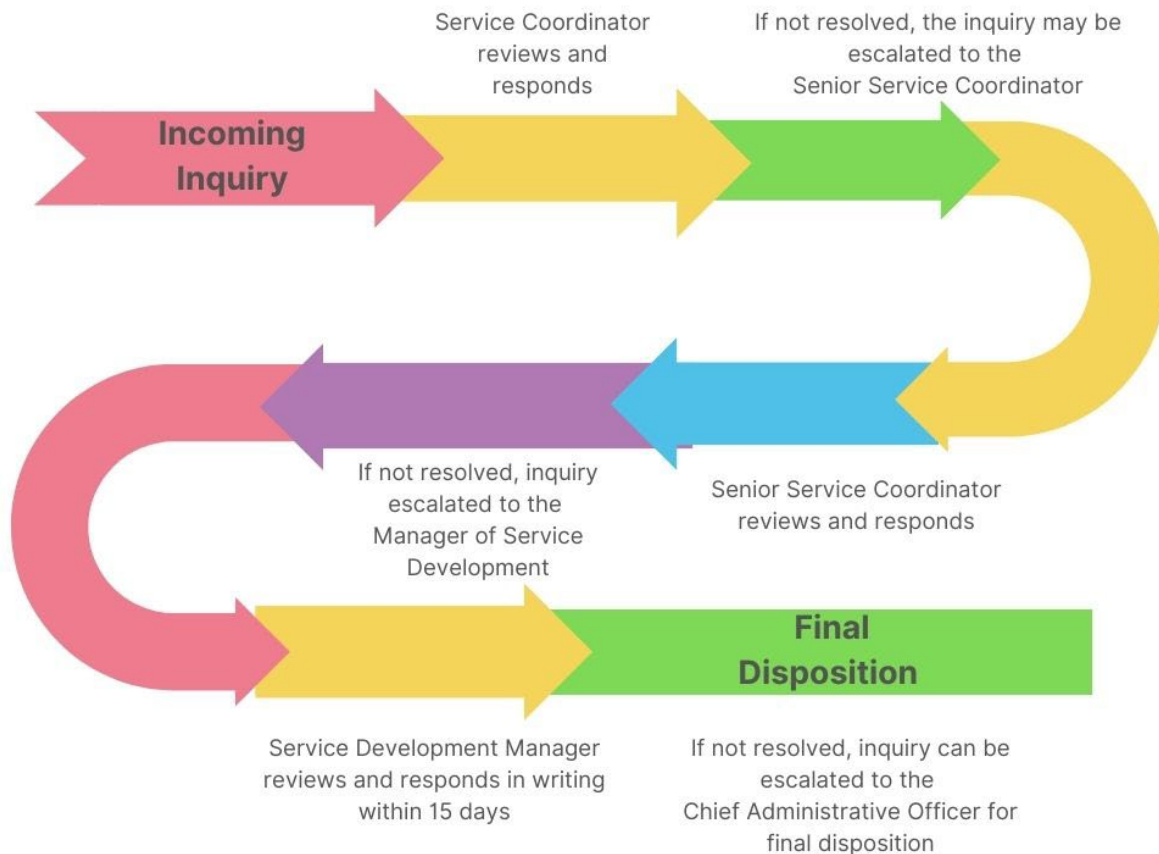 Service Coordinator
reviews and
responds
If not resolved, the inquiry may be
escalated to the
Senior Service Coordinator
Incoming
Inquiry
If not resolved, inquiry
escalated to the
Manager of Service
Development
Senior Service Coordinator
reviews and responds
Final
Disposition
Service Development Manager
reviews and responds in writing
within 15 days
If not resolved, inquiry can be
escalated to the
Chief Administrative Officer for
final disposition